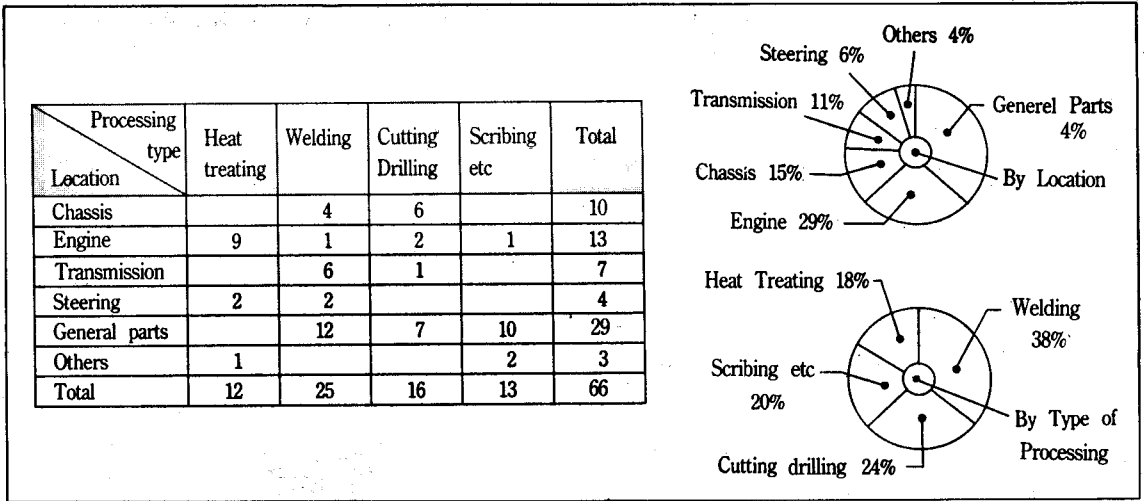 Processing type
Location
Heat treating
Welding
Cutting Drilling
Scribing etc
Total
Chassis 4 6 10
Engine 9 1 2 1 13
Transmission 6 1 7
Steering 2 2 4
General parts 12 7 10 29
Others 1 2 3
Total 12 25 16 13 66
Others 4%
Steering 6%
Transmission 11%
Generel Parts
4%
Chassis 15%
By Location
Engine 29%
Heat Treating 18%
Welding
38%
Scribing etc
20%
By Type of
Processing
Cutting drilling 24%